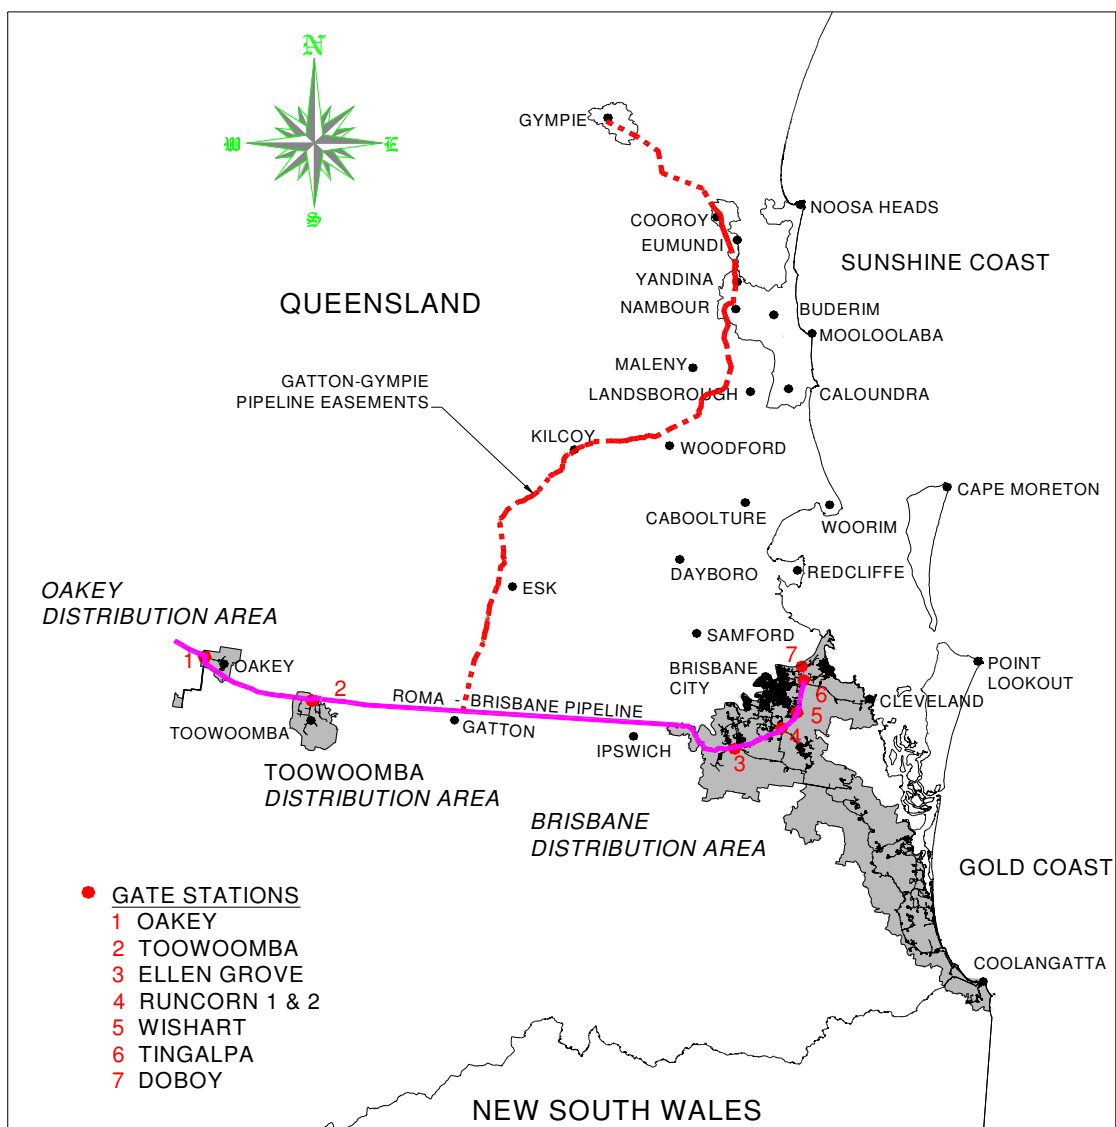 N
W
E
S
GYMPIE
COOROY
NOOSA HEADS
EUMUNDI
SUNSHINE COAST
YANDINA
QUEENSLAND
NAMBOUR
BUDERIM
MOOLOOLABA
MALENY
GATTON-GYMPIE
PIPELINE EASEMENTS
LANDSBOROUGH
CALOUNDRA
KILCOY
WOODFORD
CAPE MORETON
CABOOLTURE
WOORIM
DAYBORO
REDCLIFFE
ESK
OAKEY
DISTRIBUTION AREA
SAMFORD
1
OAKEY
BRISBANE
CITY
7
POINT
LOOKOUT
2
ROMA - BRISBANE PIPELINE
6
CLEVELAND
5
TOOWOOMBA
GATTON
IPSWICH
4
3
TOOWOOMBA
DISTRIBUTION AREA
BRISBANE
DISTRIBUTION AREA
GOLD COAST
GATE STATIONS
1 OAKEY
2 TOOWOOMBA
3 ELLEN GROVE
4 RUNCORN 1 & 2
5 WISHART
6 TINGALPA
7 DOBOY
COOLANGATTA
NEW SOUTH WALES